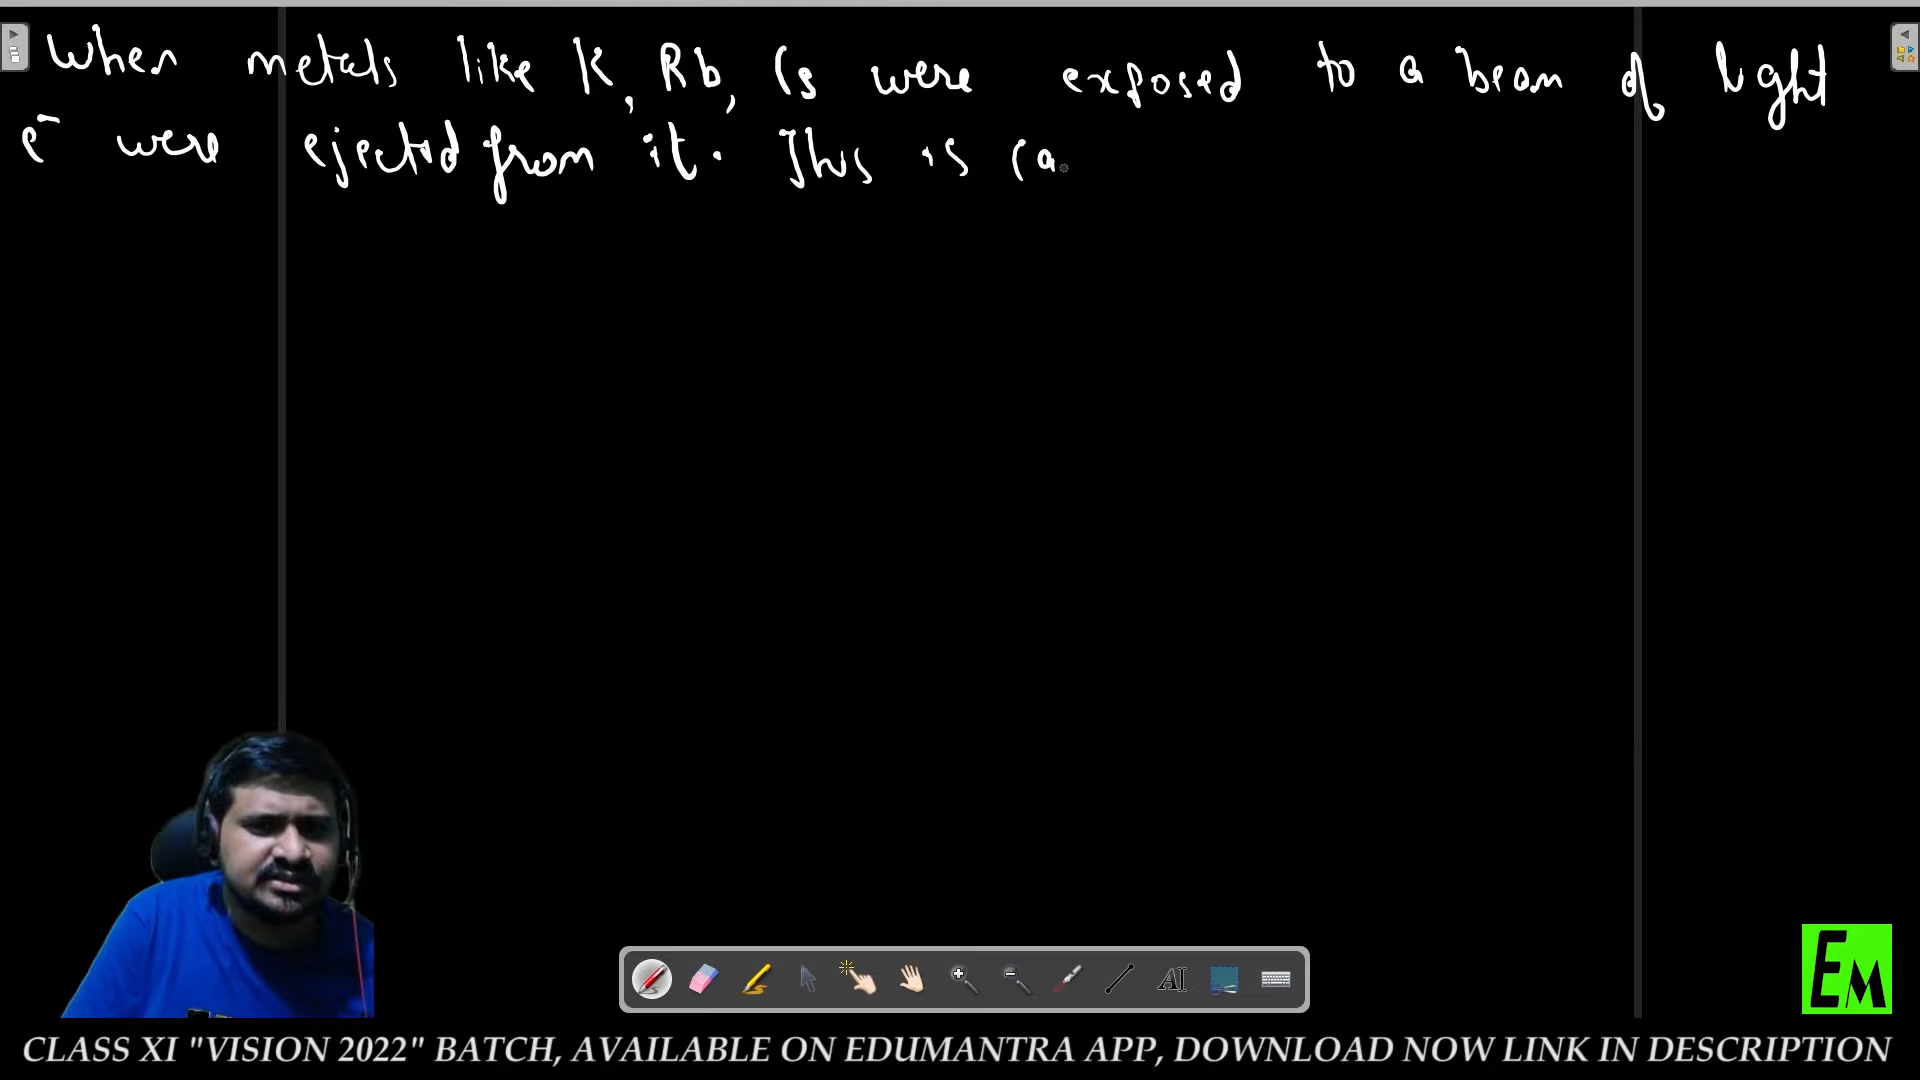 When metals like K, Rb, Cs were exposed to a beam of light
e⁻ were ejected from it. This is ca
AI
EM
CLASS XI "VISION 2022" BATCH, AVAILABLE ON EDUMANTRA APP, DOWNLOAD NOW LINK IN DESCRIPTION